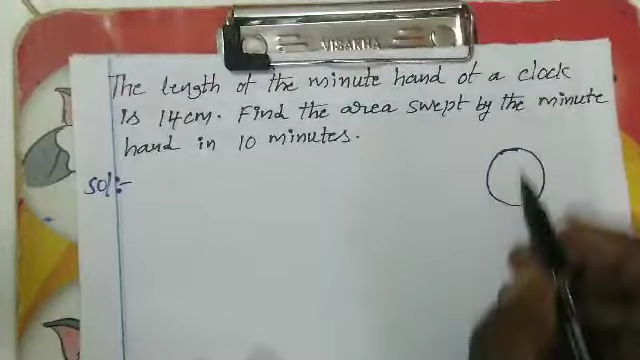 VISAKHA
The length of the minute hand of a clock
is 14cm. Find the area swept by the minute
hand in 10 minutes.
Sol:-